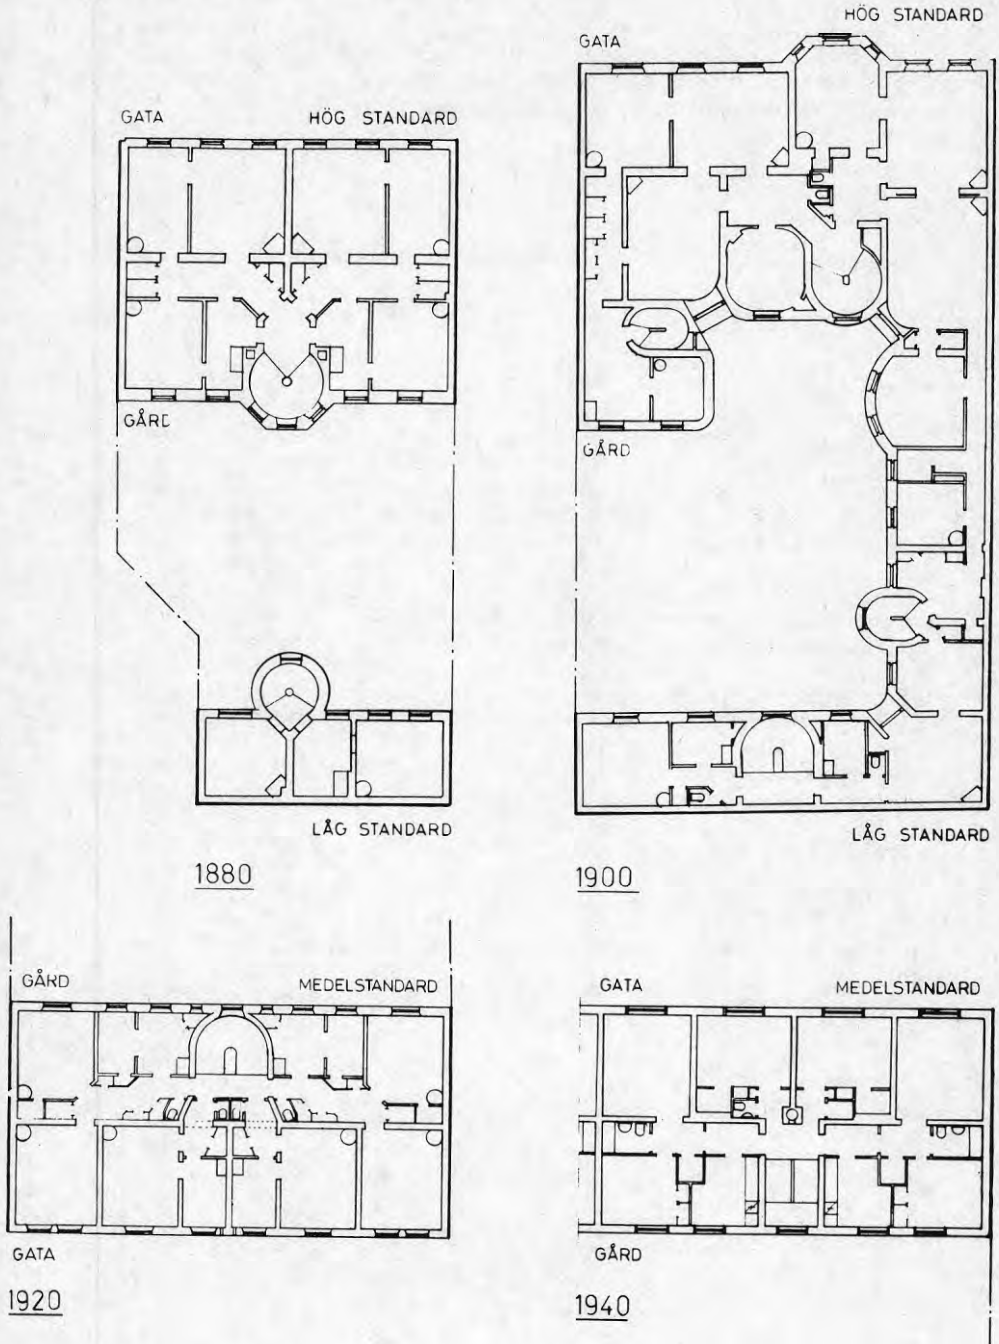 GATA HÖG STANDARD
GÅRD
LÅG STANDARD
1880
HÖG STANDARD
GATA
GÅRD
LÅG STANDARD
1900
GÅRD MEDELSTANDARD
GATA
1920
GATA MEDELSTANDARD
GÅRD
1940